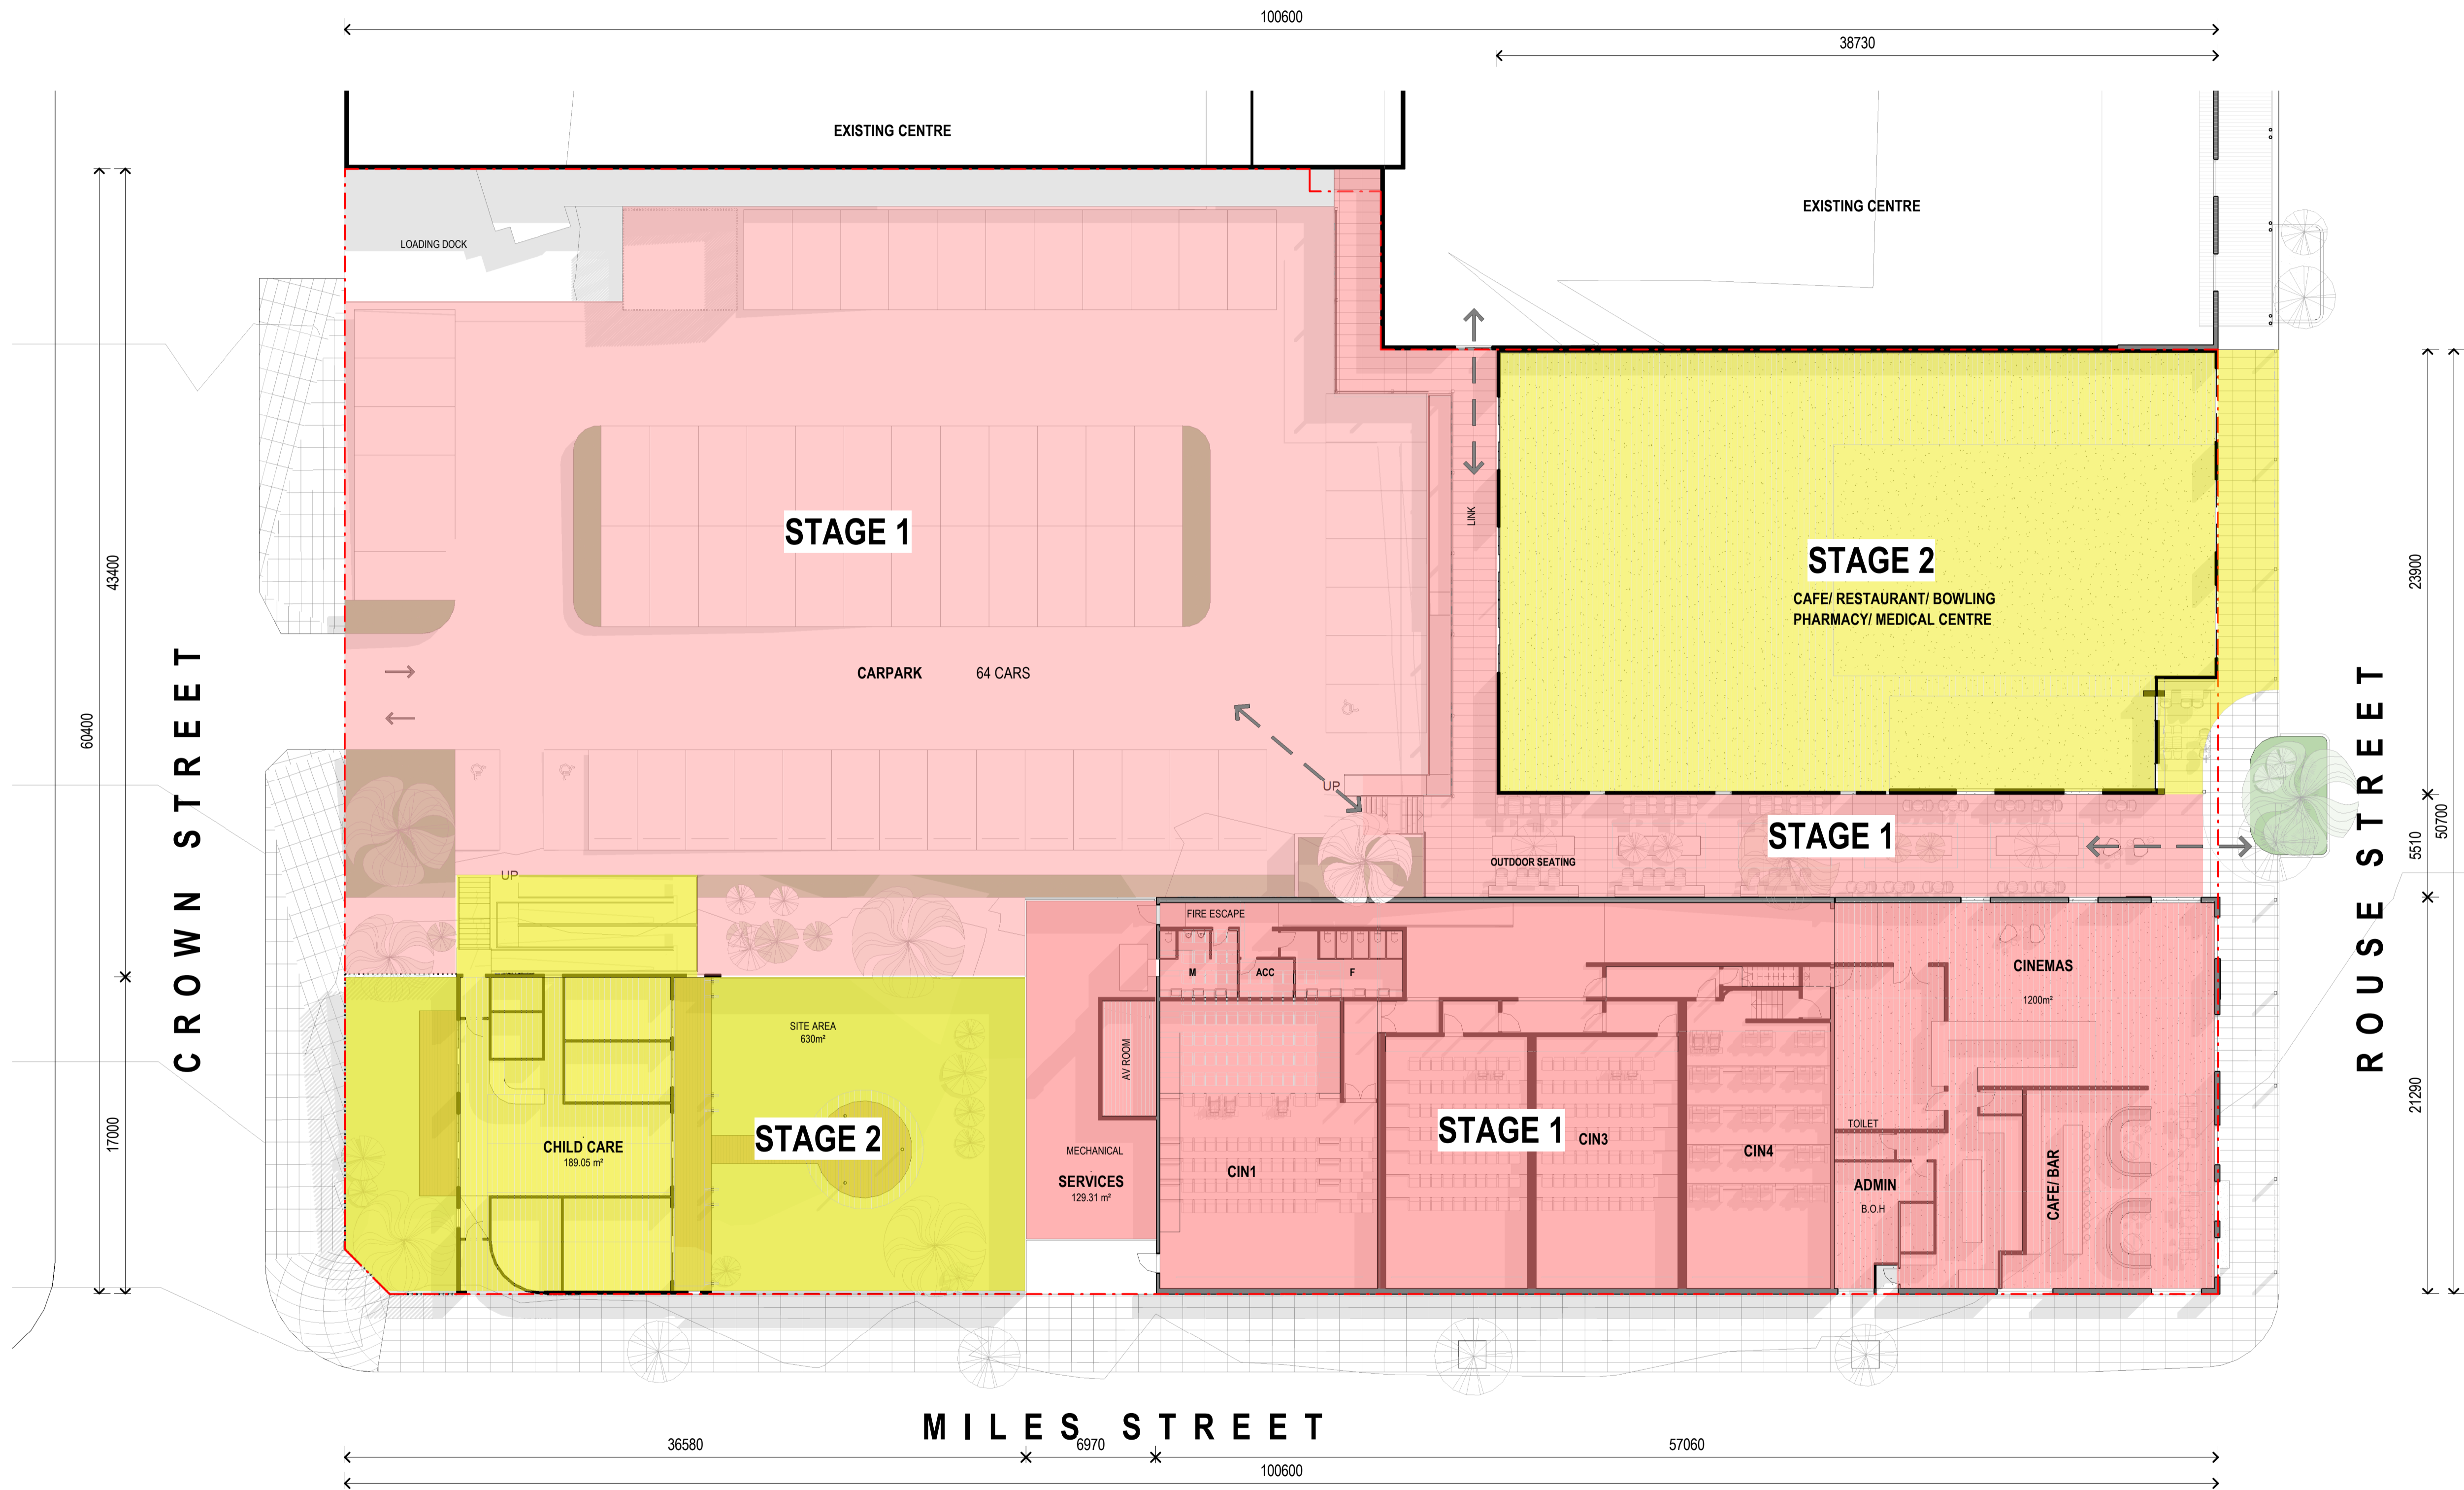 100600
38730
EXISTING CENTRE
EXISTING CENTRE
LOADING DOCK
STAGE 1
LINK
STAGE 2
CAFE/ RESTAURANT/ BOWLING
PHARMACY/ MEDICAL CENTRE
CARPARK 64 CARS
43400
60400
23900
CROWN STREET
ROUSE STREET
UP
STAGE 1
5510
50700
OUTDOOR SEATING
UP
FIRE ESCAPE
M
ACC
F
CINEMAS
1200m²
SITE AREA
630m²
AV ROOM
17000
21290
CHILD CARE
189.05 m²
STAGE 2
MECHANICAL
SERVICES
129.31 m²
CIN1
STAGE 1
CIN3
CIN4
TOILET
ADMIN
B.O.H
CAFE/ BAR
MILES STREET
36580
6970
57060
100600